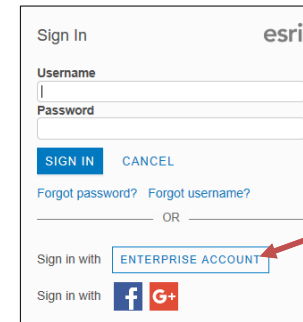 Sign In esri
Username
Password
SIGN IN CANCEL
Forgot password? Forgot username?
OR
Sign in with ENTERPRISE ACCOUNT
Sign in with f G+